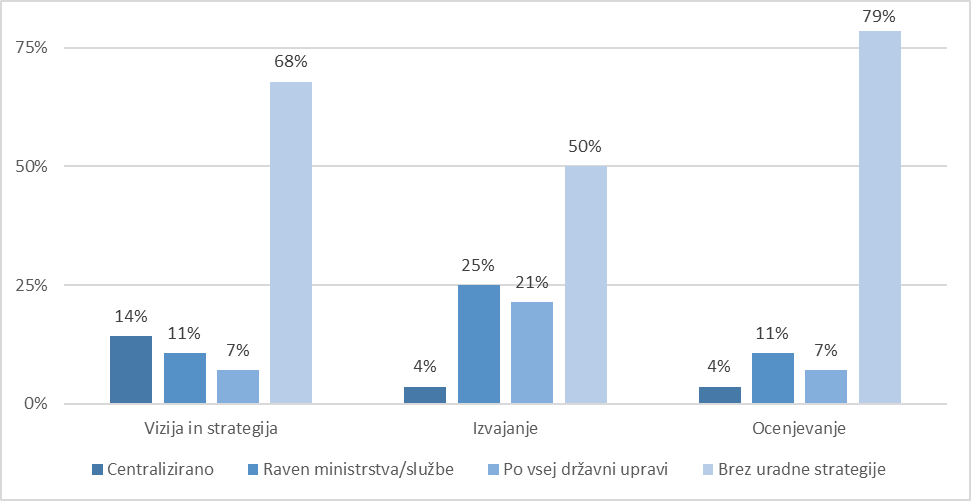 79%
75%
68%
50%
50%
25%
25%
21%
14%
11%
7%
4%
4%
11%
7%
0%
Vizija in strategija
Izvajanje
Ocenjevanje
Centralizirano
Raven ministrstva/službe
Po vsej državni upravi
Brez uradne strategije